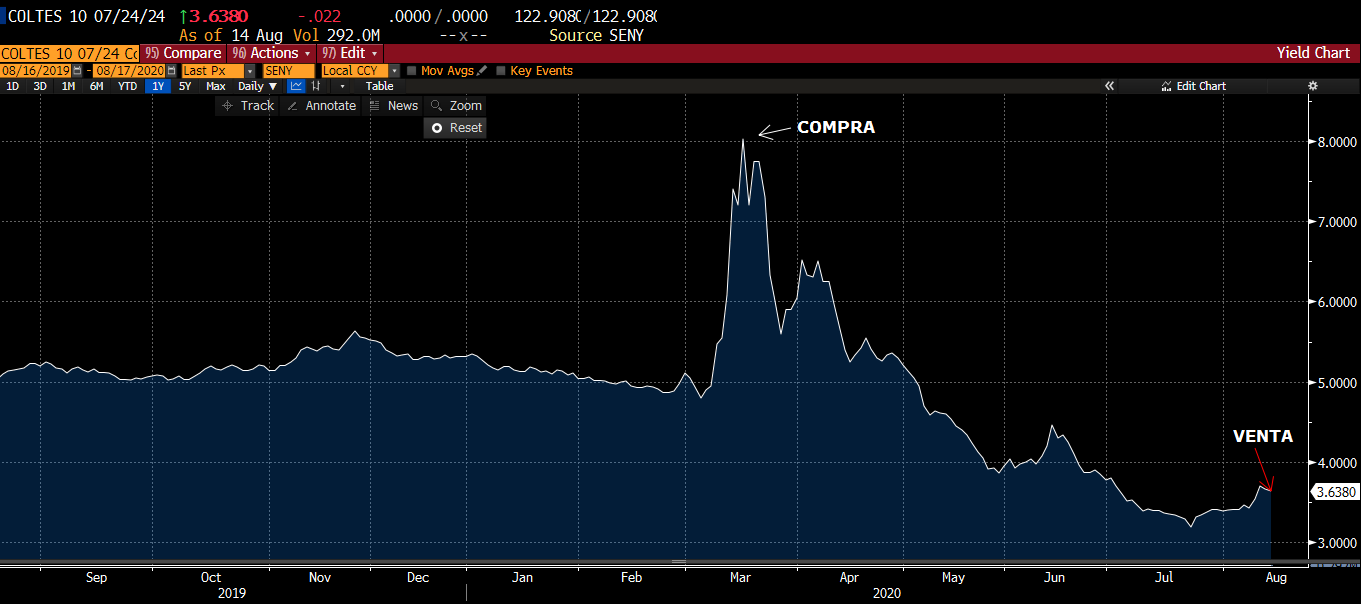 COLTES 10 07/24/24 ↑3.6380 -.022 .0000/.0000 122.9080/122.9080
As of 14 Aug Vol 292.0M --x-- Source SENY
COLTES 10 07/24 Co 95) Compare 96) Actions 97) Edit Yield Chart
08/16/2019 - 08/17/2020 Last Px SENY Local CCY Mov Avgs Key Events
1D 3D 1M 6M YTD 1Y 5Y Max Daily ▼ Table « Edit Chart
Track Annotate News Zoom
Reset
COMPRA
8.0000
7.0000
6.0000
5.0000
VENTA
4.0000
3.6380
3.0000
Sep Oct Nov Dec Jan Feb Mar Apr May Jun Jul Aug
2019 2020